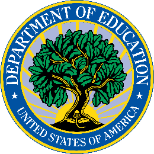 DEPARTMENT OF EDUCATION
UNITED STATES OF AMERICA